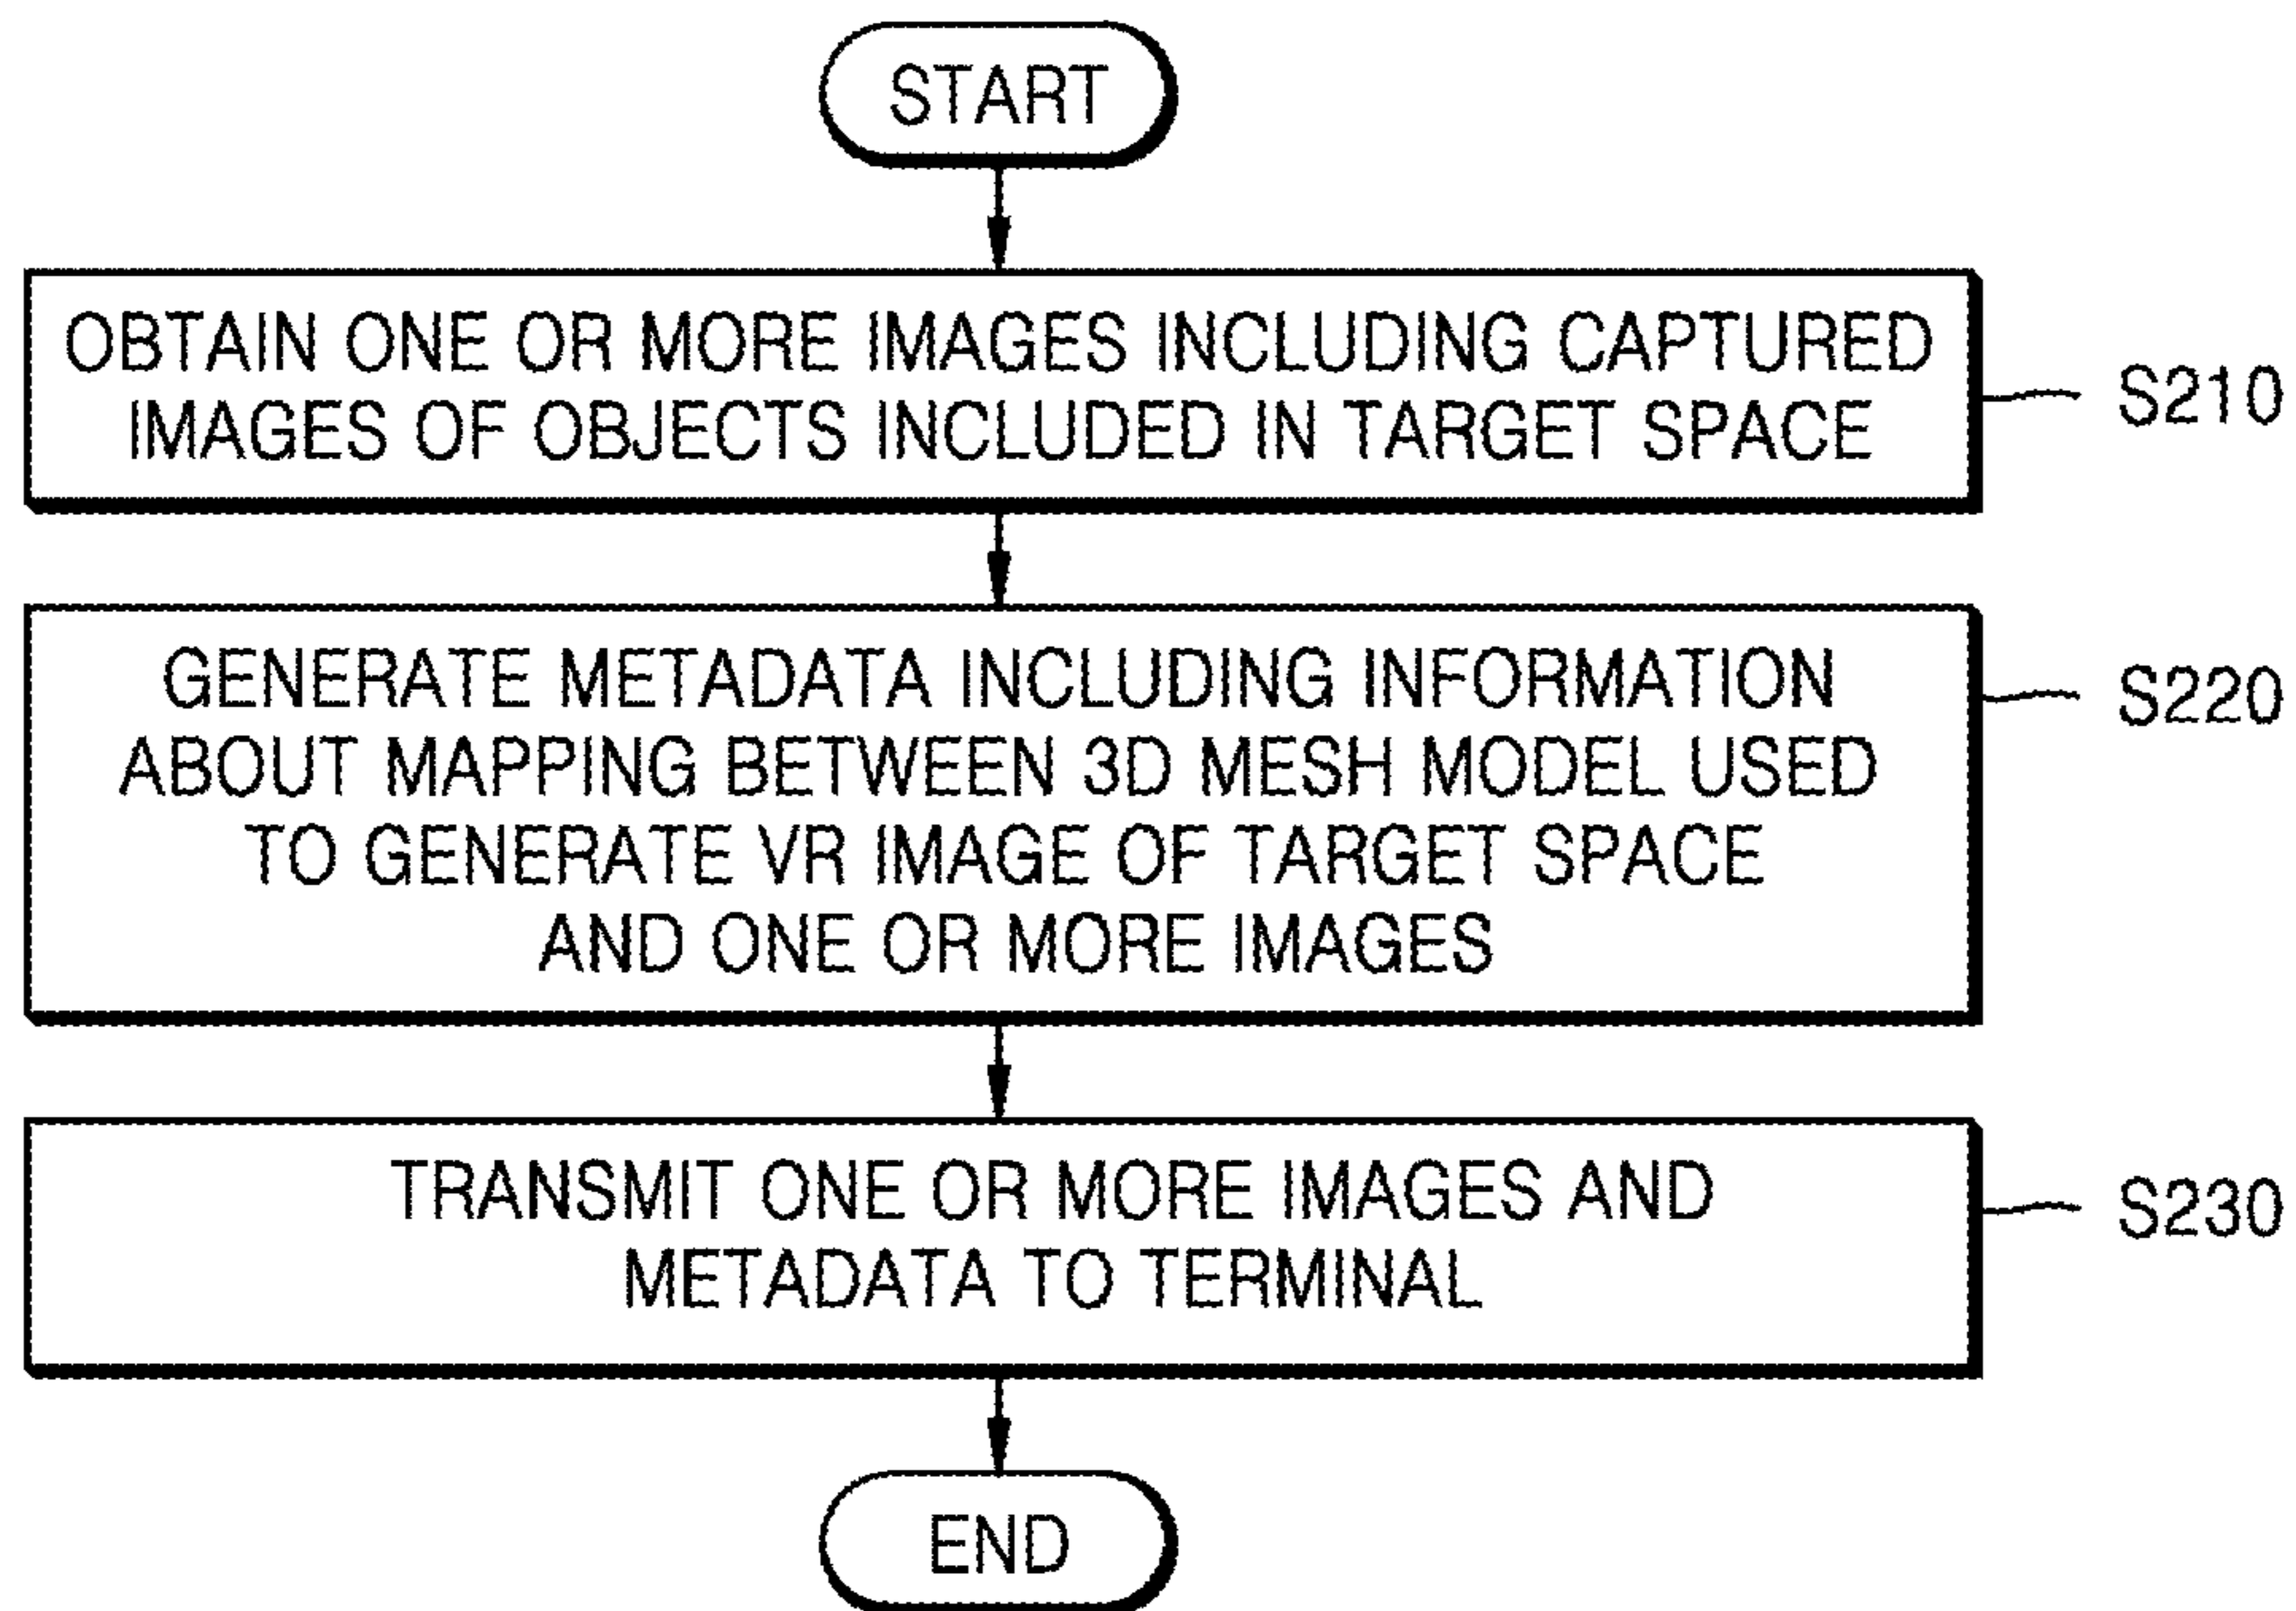 START
OBTAIN ONE OR MORE IMAGES INCLUDING CAPTURED
IMAGES OF OBJECTS INCLUDED IN TARGET SPACE
S210
GENERATE METADATA INCLUDING INFORMATION
ABOUT MAPPING BETWEEN 3D MESH MODEL USED
TO GENERATE VR IMAGE OF TARGET SPACE
AND ONE OR MORE IMAGES
S220
TRANSMIT ONE OR MORE IMAGES AND
METADATA TO TERMINAL
S230
END